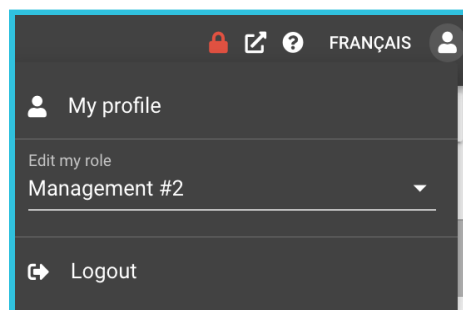 FRANÇAIS
My profile
Edit my role
Management #2
Logout